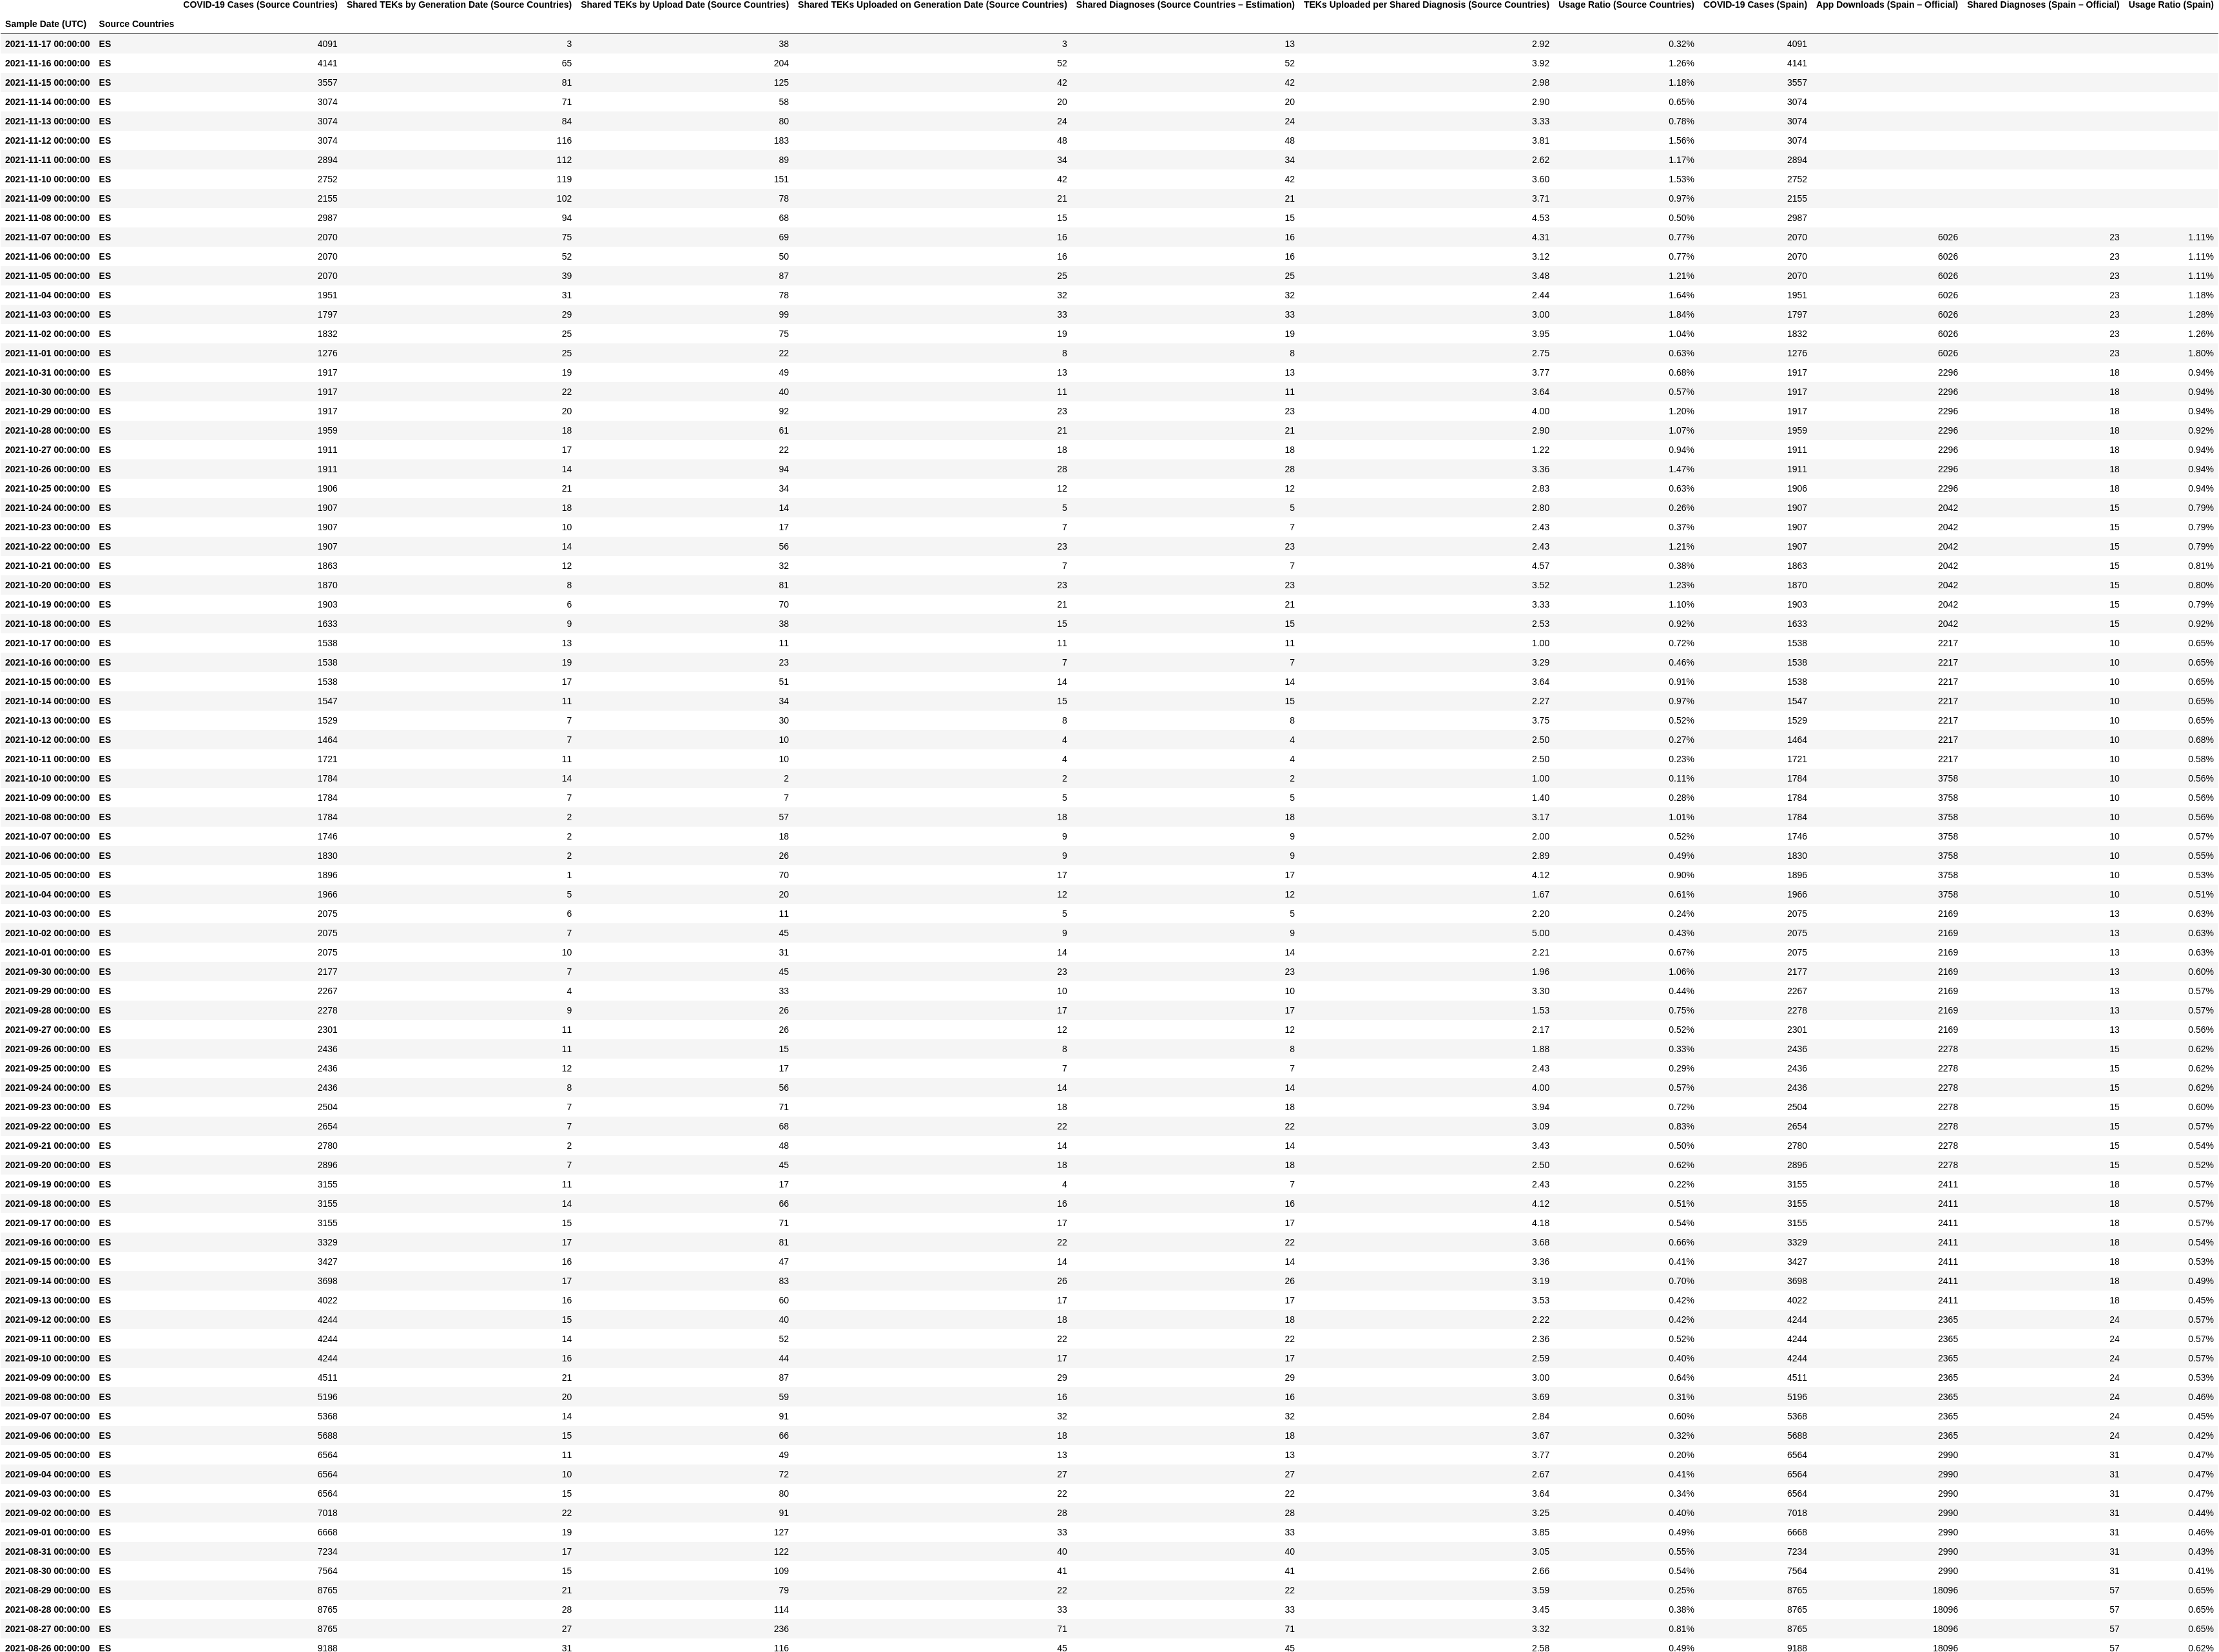 COVID-19 Cases (Source Countries) Shared TEKs by Generation Date (Source Countries) Shared TEKs by Upload Date (Source Countries) Shared TEKs Uploaded on Generation Date (Source Countries) Shared Diagnoses (Source Countries – Estimation) TEKs Uploaded per Shared Diagnosis (Source Countries) Usage Ratio (Source Countries) COVID-19 Cases (Spain) App Downloads (Spain – Official) Shared Diagnoses (Spain – Official) Usage Ratio (Spain)
Sample Date (UTC) Source Countries
2021-11-17 00:00:00 ES 4091 3 38 3 13 2.92 0.32% 4091
2021-11-16 00:00:00 ES 4141 65 204 52 52 3.92 1.26% 4141
2021-11-15 00:00:00 ES 3557 81 125 42 42 2.98 1.18% 3557
2021-11-14 00:00:00 ES 3074 71 58 20 20 2.90 0.65% 3074
2021-11-13 00:00:00 ES 3074 84 80 24 24 3.33 0.78% 3074
2021-11-12 00:00:00 ES 3074 116 183 48 48 3.81 1.56% 3074
2021-11-11 00:00:00 ES 2894 112 89 34 34 2.62 1.17% 2894
2021-11-10 00:00:00 ES 2752 119 151 42 42 3.60 1.53% 2752
2021-11-09 00:00:00 ES 2155 102 78 21 21 3.71 0.97% 2155
2021-11-08 00:00:00 ES 2987 94 68 15 15 4.53 0.50% 2987
2021-11-07 00:00:00 ES 2070 75 69 16 16 4.31 0.77% 2070 6026 23 1.11%
2021-11-06 00:00:00 ES 2070 52 50 16 16 3.12 0.77% 2070 6026 23 1.11%
2021-11-05 00:00:00 ES 2070 39 87 25 25 3.48 1.21% 2070 6026 23 1.11%
2021-11-04 00:00:00 ES 1951 31 78 32 32 2.44 1.64% 1951 6026 23 1.18%
2021-11-03 00:00:00 ES 1797 29 99 33 33 3.00 1.84% 1797 6026 23 1.28%
2021-11-02 00:00:00 ES 1832 25 75 19 19 3.95 1.04% 1832 6026 23 1.26%
2021-11-01 00:00:00 ES 1276 25 22 8 8 2.75 0.63% 1276 6026 23 1.80%
2021-10-31 00:00:00 ES 1917 19 49 13 13 3.77 0.68% 1917 2296 18 0.94%
2021-10-30 00:00:00 ES 1917 22 40 11 11 3.64 0.57% 1917 2296 18 0.94%
2021-10-29 00:00:00 ES 1917 20 92 23 23 4.00 1.20% 1917 2296 18 0.94%
2021-10-28 00:00:00 ES 1959 18 61 21 21 2.90 1.07% 1959 2296 18 0.92%
2021-10-27 00:00:00 ES 1911 17 22 18 18 1.22 0.94% 1911 2296 18 0.94%
2021-10-26 00:00:00 ES 1911 14 94 28 28 3.36 1.47% 1911 2296 18 0.94%
2021-10-25 00:00:00 ES 1906 21 34 12 12 2.83 0.63% 1906 2296 18 0.94%
2021-10-24 00:00:00 ES 1907 18 14 5 5 2.80 0.26% 1907 2042 15 0.79%
2021-10-23 00:00:00 ES 1907 10 17 7 7 2.43 0.37% 1907 2042 15 0.79%
2021-10-22 00:00:00 ES 1907 14 56 23 23 2.43 1.21% 1907 2042 15 0.79%
2021-10-21 00:00:00 ES 1863 12 32 7 7 4.57 0.38% 1863 2042 15 0.81%
2021-10-20 00:00:00 ES 1870 8 81 23 23 3.52 1.23% 1870 2042 15 0.80%
2021-10-19 00:00:00 ES 1903 6 70 21 21 3.33 1.10% 1903 2042 15 0.79%
2021-10-18 00:00:00 ES 1633 9 38 15 15 2.53 0.92% 1633 2042 15 0.92%
2021-10-17 00:00:00 ES 1538 13 11 11 11 1.00 0.72% 1538 2217 10 0.65%
2021-10-16 00:00:00 ES 1538 19 23 7 7 3.29 0.46% 1538 2217 10 0.65%
2021-10-15 00:00:00 ES 1538 17 51 14 14 3.64 0.91% 1538 2217 10 0.65%
2021-10-14 00:00:00 ES 1547 11 34 15 15 2.27 0.97% 1547 2217 10 0.65%
2021-10-13 00:00:00 ES 1529 7 30 8 8 3.75 0.52% 1529 2217 10 0.65%
2021-10-12 00:00:00 ES 1464 7 10 4 4 2.50 0.27% 1464 2217 10 0.68%
2021-10-11 00:00:00 ES 1721 11 10 4 4 2.50 0.23% 1721 2217 10 0.58%
2021-10-10 00:00:00 ES 1784 14 2 2 2 1.00 0.11% 1784 3758 10 0.56%
2021-10-09 00:00:00 ES 1784 7 7 5 5 1.40 0.28% 1784 3758 10 0.56%
2021-10-08 00:00:00 ES 1784 2 57 18 18 3.17 1.01% 1784 3758 10 0.56%
2021-10-07 00:00:00 ES 1746 2 18 9 9 2.00 0.52% 1746 3758 10 0.57%
2021-10-06 00:00:00 ES 1830 2 26 9 9 2.89 0.49% 1830 3758 10 0.55%
2021-10-05 00:00:00 ES 1896 1 70 17 17 4.12 0.90% 1896 3758 10 0.53%
2021-10-04 00:00:00 ES 1966 5 20 12 12 1.67 0.61% 1966 3758 10 0.51%
2021-10-03 00:00:00 ES 2075 6 11 5 5 2.20 0.24% 2075 2169 13 0.63%
2021-10-02 00:00:00 ES 2075 7 45 9 9 5.00 0.43% 2075 2169 13 0.63%
2021-10-01 00:00:00 ES 2075 10 31 14 14 2.21 0.67% 2075 2169 13 0.63%
2021-09-30 00:00:00 ES 2177 7 45 23 23 1.96 1.06% 2177 2169 13 0.60%
2021-09-29 00:00:00 ES 2267 4 33 10 10 3.30 0.44% 2267 2169 13 0.57%
2021-09-28 00:00:00 ES 2278 9 26 17 17 1.53 0.75% 2278 2169 13 0.57%
2021-09-27 00:00:00 ES 2301 11 26 12 12 2.17 0.52% 2301 2169 13 0.56%
2021-09-26 00:00:00 ES 2436 11 15 8 8 1.88 0.33% 2436 2278 15 0.62%
2021-09-25 00:00:00 ES 2436 12 17 7 7 2.43 0.29% 2436 2278 15 0.62%
2021-09-24 00:00:00 ES 2436 8 56 14 14 4.00 0.57% 2436 2278 15 0.62%
2021-09-23 00:00:00 ES 2504 7 71 18 18 3.94 0.72% 2504 2278 15 0.60%
2021-09-22 00:00:00 ES 2654 7 68 22 22 3.09 0.83% 2654 2278 15 0.57%
2021-09-21 00:00:00 ES 2780 2 48 14 14 3.43 0.50% 2780 2278 15 0.54%
2021-09-20 00:00:00 ES 2896 7 45 18 18 2.50 0.62% 2896 2278 15 0.52%
2021-09-19 00:00:00 ES 3155 11 17 4 7 2.43 0.22% 3155 2411 18 0.57%
2021-09-18 00:00:00 ES 3155 14 66 16 16 4.12 0.51% 3155 2411 18 0.57%
2021-09-17 00:00:00 ES 3155 15 71 17 17 4.18 0.54% 3155 2411 18 0.57%
2021-09-16 00:00:00 ES 3329 17 81 22 22 3.68 0.66% 3329 2411 18 0.54%
2021-09-15 00:00:00 ES 3427 16 47 14 14 3.36 0.41% 3427 2411 18 0.53%
2021-09-14 00:00:00 ES 3698 17 83 26 26 3.19 0.70% 3698 2411 18 0.49%
2021-09-13 00:00:00 ES 4022 16 60 17 17 3.53 0.42% 4022 2411 18 0.45%
2021-09-12 00:00:00 ES 4244 15 40 18 18 2.22 0.42% 4244 2365 24 0.57%
2021-09-11 00:00:00 ES 4244 14 52 22 22 2.36 0.52% 4244 2365 24 0.57%
2021-09-10 00:00:00 ES 4244 16 44 17 17 2.59 0.40% 4244 2365 24 0.57%
2021-09-09 00:00:00 ES 4511 21 87 29 29 3.00 0.64% 4511 2365 24 0.53%
2021-09-08 00:00:00 ES 5196 20 59 16 16 3.69 0.31% 5196 2365 24 0.46%
2021-09-07 00:00:00 ES 5368 14 91 32 32 2.84 0.60% 5368 2365 24 0.45%
2021-09-06 00:00:00 ES 5688 15 66 18 18 3.67 0.32% 5688 2365 24 0.42%
2021-09-05 00:00:00 ES 6564 11 49 13 13 3.77 0.20% 6564 2990 31 0.47%
2021-09-04 00:00:00 ES 6564 10 72 27 27 2.67 0.41% 6564 2990 31 0.47%
2021-09-03 00:00:00 ES 6564 15 80 22 22 3.64 0.34% 6564 2990 31 0.47%
2021-09-02 00:00:00 ES 7018 22 91 28 28 3.25 0.40% 7018 2990 31 0.44%
2021-09-01 00:00:00 ES 6668 19 127 33 33 3.85 0.49% 6668 2990 31 0.46%
2021-08-31 00:00:00 ES 7234 17 122 40 40 3.05 0.55% 7234 2990 31 0.43%
2021-08-30 00:00:00 ES 7564 15 109 41 41 2.66 0.54% 7564 2990 31 0.41%
2021-08-29 00:00:00 ES 8765 21 79 22 22 3.59 0.25% 8765 18096 57 0.65%
2021-08-28 00:00:00 ES 8765 28 114 33 33 3.45 0.38% 8765 18096 57 0.65%
2021-08-27 00:00:00 ES 8765 27 236 71 71 3.32 0.81% 8765 18096 57 0.65%
2021-08-26 00:00:00 ES 9188 31 116 45 45 2.58 0.49% 9188 18096 57 0.62%